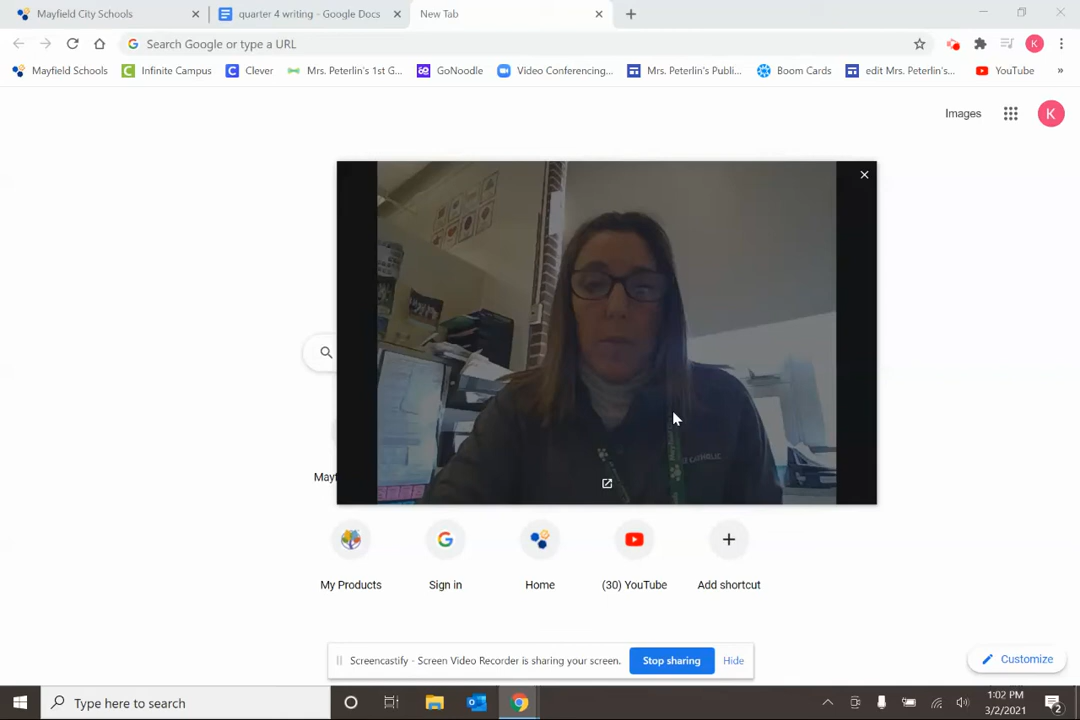 Mayfield City Schools
quarter 4 writing - Google Docs
New Tab
Search Google or type a URL
K
Mayfield Schools
Infinite Campus
Clever
Mrs. Peterlin's 1st G...
GoNoodle
Video Conferencing...
Mrs. Peterlin's Publi...
Boom Cards
edit Mrs. Peterlin's...
YouTube
»
Images
K
CATHOLIC
Mayf
My Products
Sign in
Home
(30) YouTube
Add shortcut
Screencastify - Screen Video Recorder is sharing your screen.
Stop sharing
Hide
Customize
Type here to search
1:02 PM
3/2/2021
2